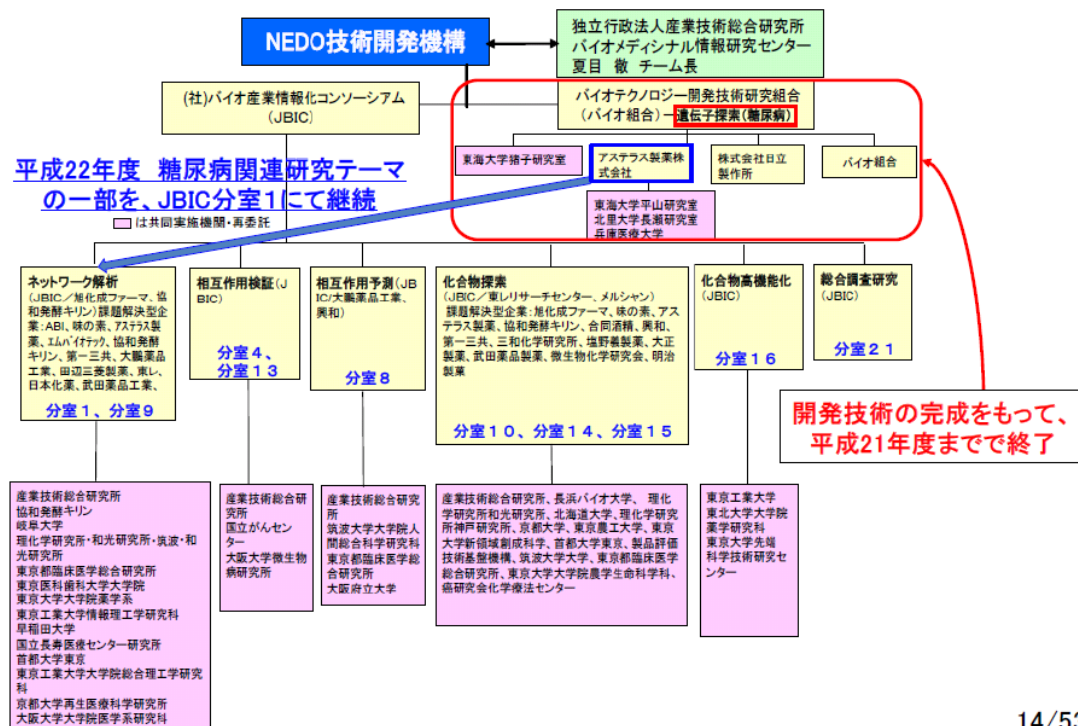 NEDO技術開発機構
独立行政法人産業技術総合研究所
バイオメディシナル情報研究センター
夏目 徹 チーム長
(社)バイオ産業情報化コンソーシアム
(JBIC)
バイオテクノロジー開発技術研究組合
(バイオ組合)ー遺伝子探索(糖尿病)
東海大学猪子研究室
アステラス製薬株
式会社
株式会社日立
製作所
バイオ組合
東海大学平山研究室
北里大学長瀬研究室
兵庫医療大学
平成22年度 糖尿病関連研究テーマ
の一部を、JBIC分室1にて継続
は共同実施機関・再委託
ネットワーク解析
(JBIC/旭化成ファーマ、協
和発酵キリン)課題解決型企
業:ABI、味の素、アステラス製
薬、エムバイオテック、協和発酵
キリン、第一三共、大鵬薬品
工業、田辺三菱製薬、東レ、
日本化薬、武田薬品工業、
分室1、分室9
相互作用検証(J
BIC)
分室4、
分室13
相互作用予測(JB
IC/大鵬薬品工業、
興和)
分室8
化合物探索
(JBIC/東レリサーチセンター、メルシャン)
課題解決型企業:旭化成ファーマ、味の素、アス
テラス製薬、協和発酵キリン、合同酒精、興和、
第一三共、三和化学研究所、塩野義製薬、大正
製薬、武田薬品製薬、微生物化学研究会、明治
製菓
分室10、分室14、分室15
化合物高機能化
(JBIC)
分室16
総合調査研究
(JBIC)
分室21
開発技術の完成をもって、
平成21年度までで終了
産業技術総合研究所
協和発酵キリン
岐阜大学
理化学研究所・和光研究所・筑波・和
光研究所
東京都臨床医学総合研究所
東京医科歯科大学大学院
東京大学大学院薬学系
東京工業大学情報理工学研究科
早稲田大学
国立長寿医療センター研究所
首都大学東京
東京工業大学大学院総合理工学研究
科
京都大学再生医療科学研究所
大阪大学大学院医学系研究科
産業技術総合研
究所
国立がんセン
ター
大阪大学微生物
病研究所
産業技術総合研究
所
筑波大学大学院人
間総合科学研究科
東京都臨床医学総
合研究所
大阪府立大学
産業技術総合研究所、長浜バイオ大学、 理化
学研究所和光研究所、北海道大学、理化学研究
所神戸研究所、京都大学、東京農工大学、東京
大学新領域創成科学、首都大学東京、製品評価
技術基盤機構、筑波大学大学、東京都臨床医学
総合研究所、東京大学大学院農学生命科学科、
癌研究会化学療法センター
東京工業大学
東北大学大学院
薬学研究科
東京大学先端
科学技術研究セ
ンター
14/53